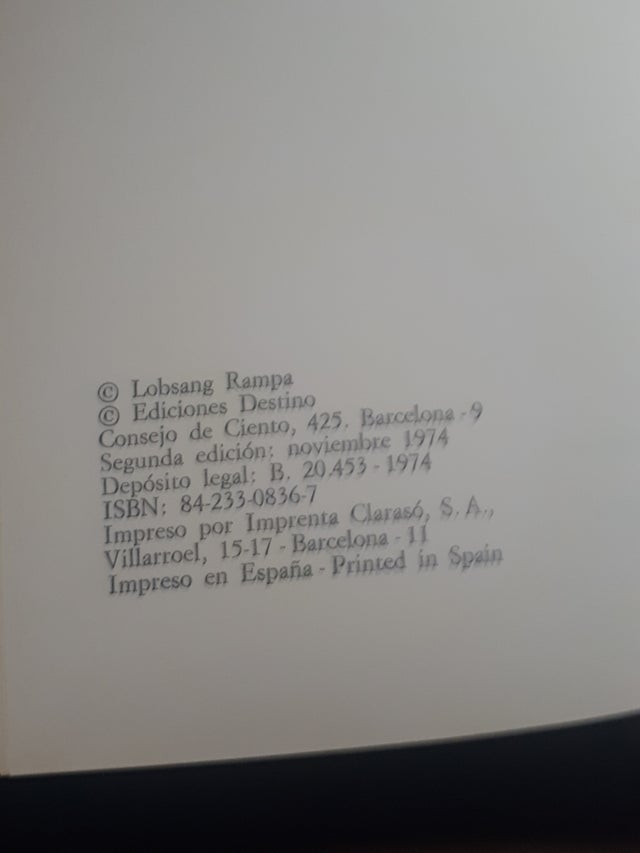 © Lobsang Rampa
© Ediciones Destino
Consejo de Ciento, 425. Barcelona - 9
Segunda edición: noviembre 1974
Depósito legal: B. 20.453 - 1974
ISBN: 84-233-0836-7
Impreso por Imprenta Clarasó, S. A.,
Villarroel, 15-17 - Barcelona - 11
Impreso en España - Printed in Spain